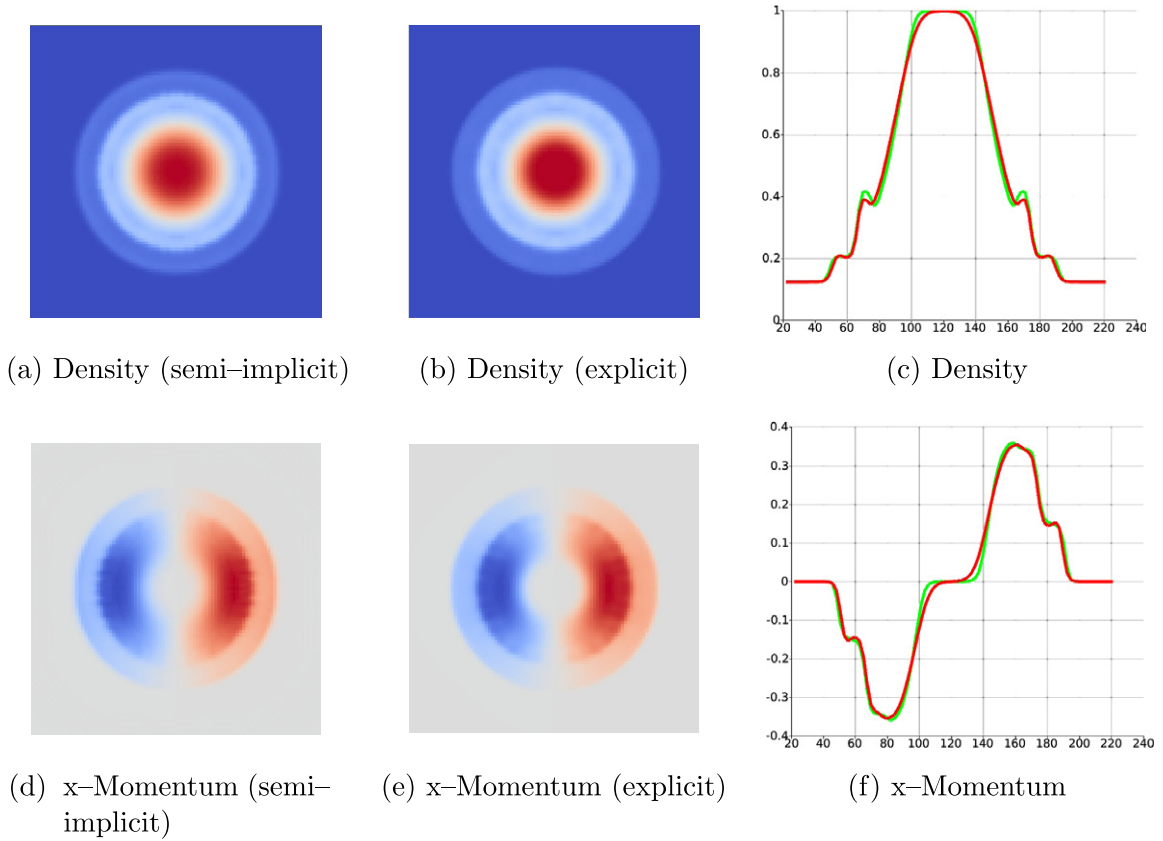 1
0.8
0.6
0.4
0.2
0
20 40 60 80 100 120 140 160 180 200 220 240
(a) Density (semi–implicit)
(b) Density (explicit)
(c) Density
0.4
0.3
0.2
0.1
0
-0.1
-0.2
-0.3
-0.4
20 40 60 80 100 120 140 160 180 200 220 240
(d) x–Momentum (semi–
implicit)
(e) x–Momentum (explicit)
(f) x–Momentum